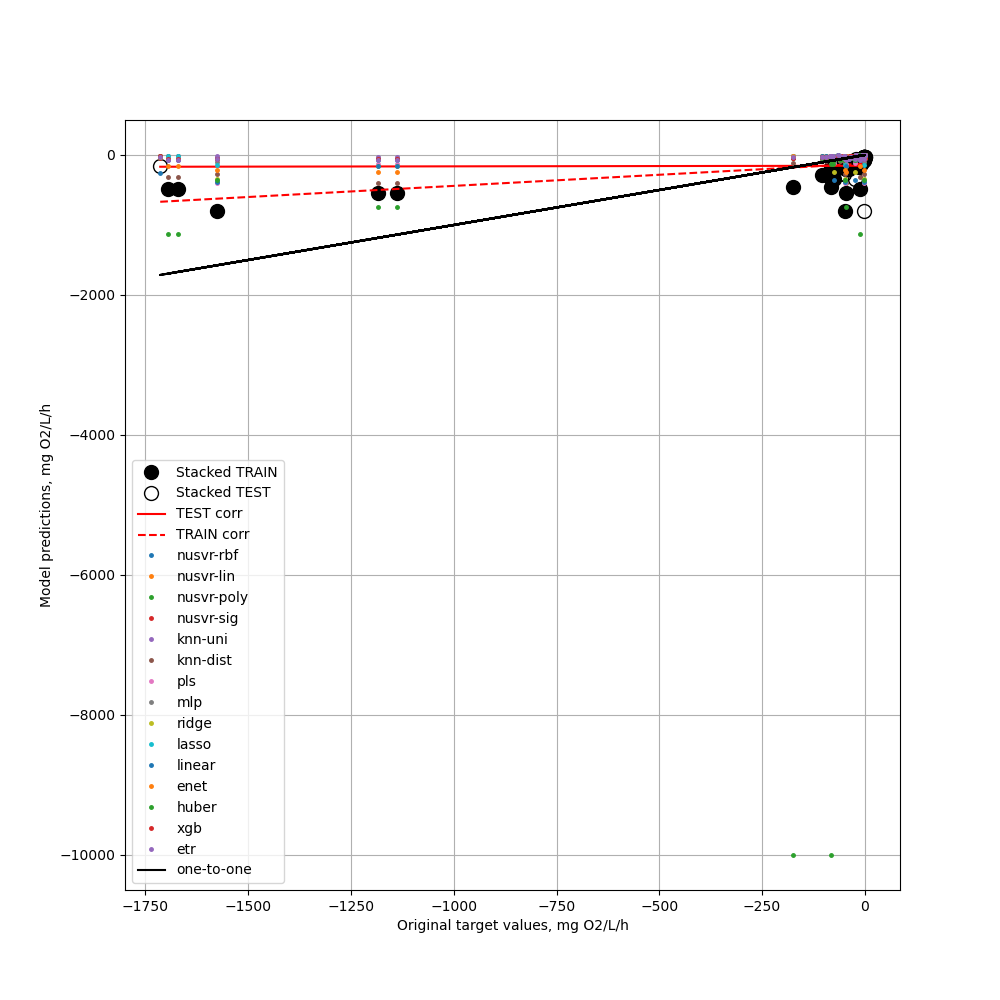 0
−2000
−4000
−6000
−8000
−10000
Model predictions, mg O2/L/h
Stacked TRAIN
Stacked TEST
TEST corr
TRAIN corr
nusvr-rbf
nusvr-lin
nusvr-poly
nusvr-sig
knn-uni
knn-dist
pls
mlp
ridge
lasso
linear
enet
huber
xgb
etr
one-to-one
−1750 −1500 −1250 −1000 −750 −500 −250 0
Original target values, mg O2/L/h